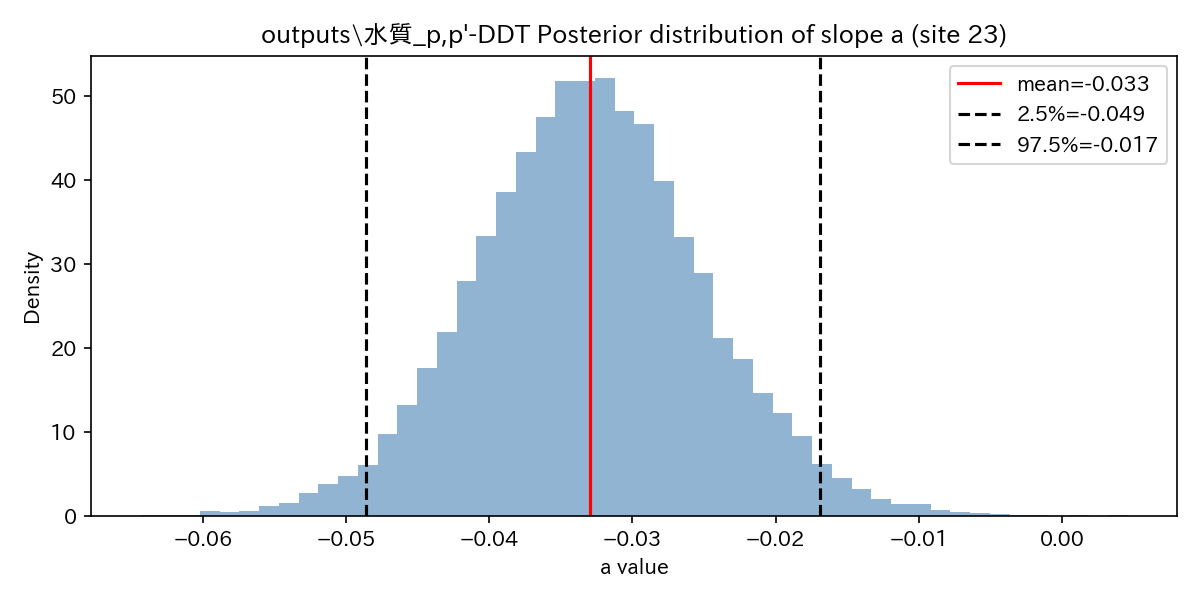 outputs\水質_p,p'-DDT Posterior distribution of slope a (site 23)
mean=-0.033
2.5%=-0.049
97.5%=-0.017
Density
50
40
30
20
10
0
−0.06 −0.05 −0.04 −0.03 −0.02 −0.01 0.00
a value